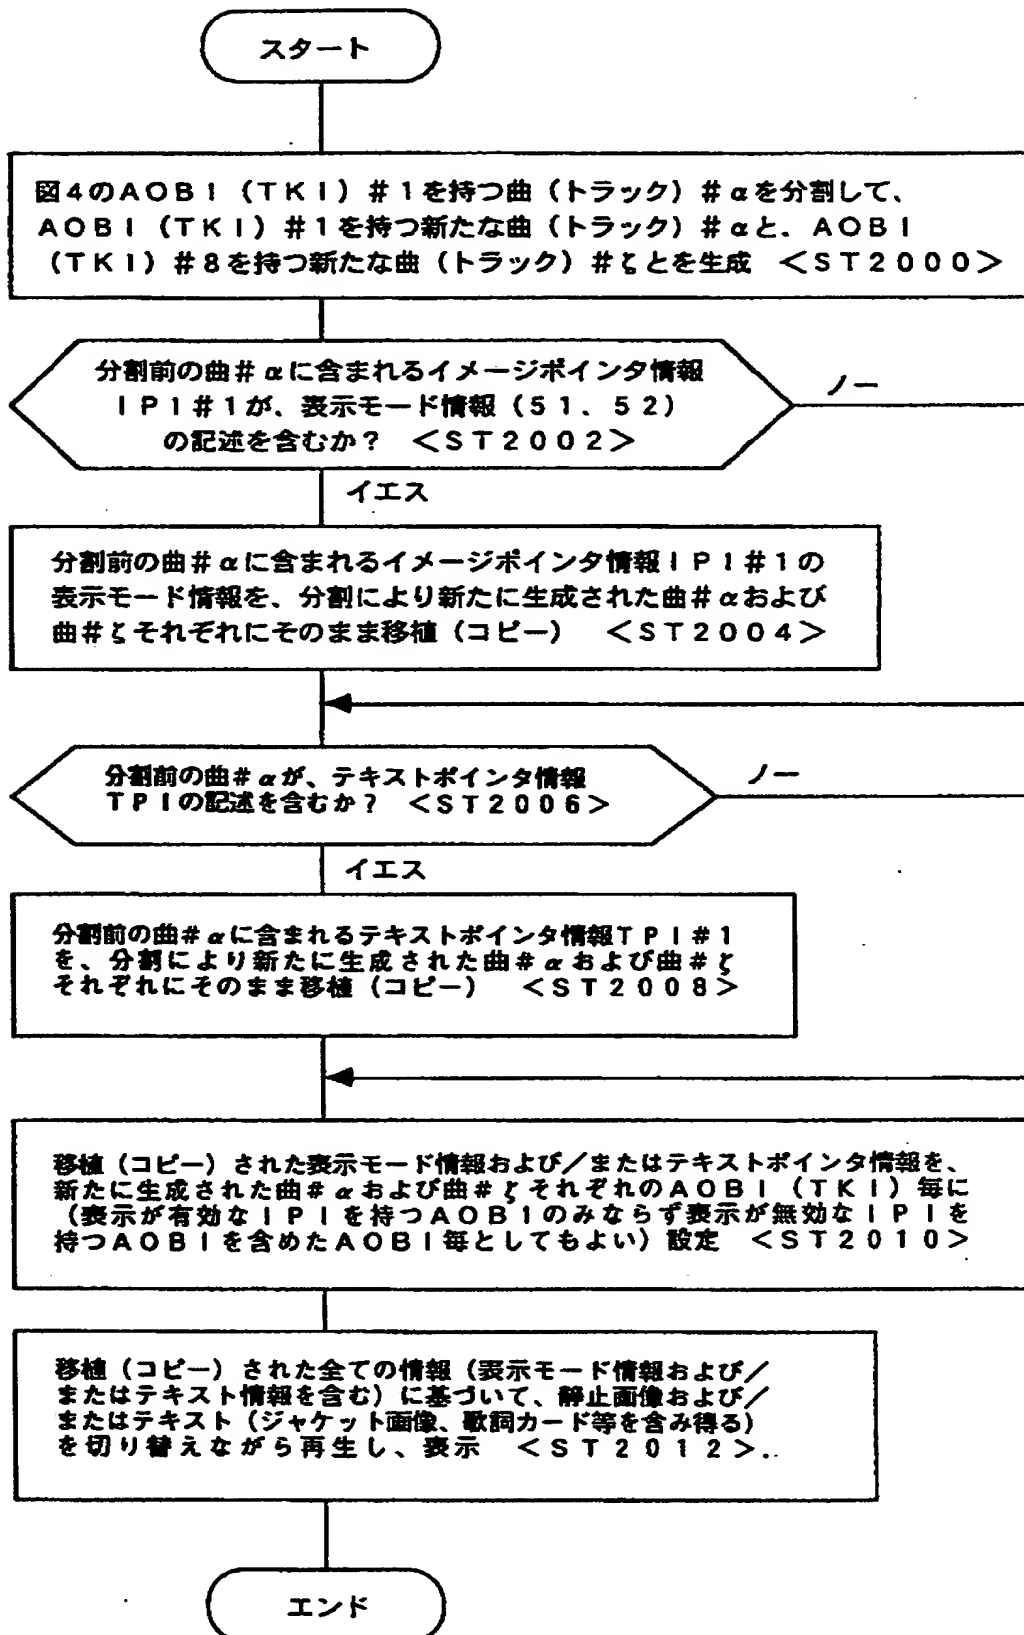 スタート
図4のAOBI（TKI）#1を持つ曲（トラック）#αを分割して、
AOBI（TKI）#1を持つ新たな曲（トラック）#αと、AOBI
（TKI）#8を持つ新たな曲（トラック）#ζとを生成　＜ST2000＞
分割前の曲#αに含まれるイメージポインタ情報
IPI#1が、表示モード情報（51、52）
の記述を含むか？　＜ST2002＞
ノー
イエス
分割前の曲#αに含まれるイメージポインタ情報IPI#1の
表示モード情報を、分割により新たに生成された曲#αおよび
曲#ζそれぞれにそのまま移植（コピー）　＜ST2004＞
分割前の曲#αが、テキストポインタ情報
TPIの記述を含むか？　＜ST2006＞
ノー
イエス
分割前の曲#αに含まれるテキストポインタ情報TPI#1
を、分割により新たに生成された曲#αおよび曲#ζ
それぞれにそのまま移植（コピー）　＜ST2008＞
移植（コピー）された表示モード情報および／またはテキストポインタ情報を、
新たに生成された曲#αおよび曲#ζそれぞれのAOBI（TKI）毎に
（表示が有効なIPIを持つAOBIのみならず表示が無効なIPIを
持つAOBIを含めたAOBI毎としてもよい）設定　＜ST2010＞
移植（コピー）された全ての情報（表示モード情報および／
またはテキスト情報を含む）に基づいて、静止画像および／
またはテキスト（ジャケット画像、歌詞カード等を含み得る）
を切り替えながら再生し、表示　＜ST2012＞
エンド